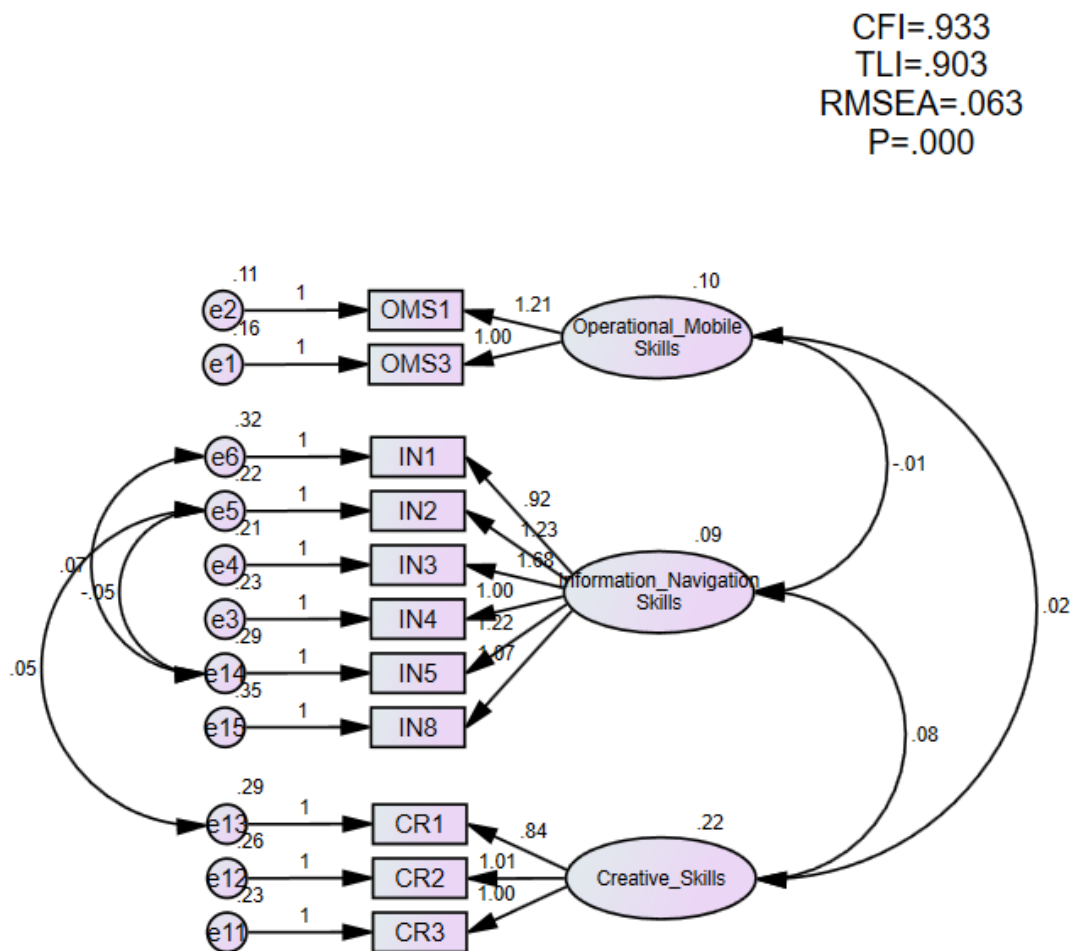 CFI=.933
TLI=.903
RMSEA=.063
P=.000
.11
.10
e2
1
OMS1
1.21
Operational_Mobile
Skills
.16
1.00
e1
1
OMS3
.32
e6
1
IN1
-.01
.22
.92
e5
1
IN2
1.23
.21
.09
.07
e4
1
IN3
1.68
Information_Navigation
Skills
-.05
.23
1.00
e3
1
IN4
1.22
.02
.29
1.07
.05
e14
1
IN5
.35
e15
1
IN8
.08
.29
e13
1
CR1
.84
.22
.26
e12
1
CR2
1.01
Creative_Skills
.23
1.00
e11
1
CR3